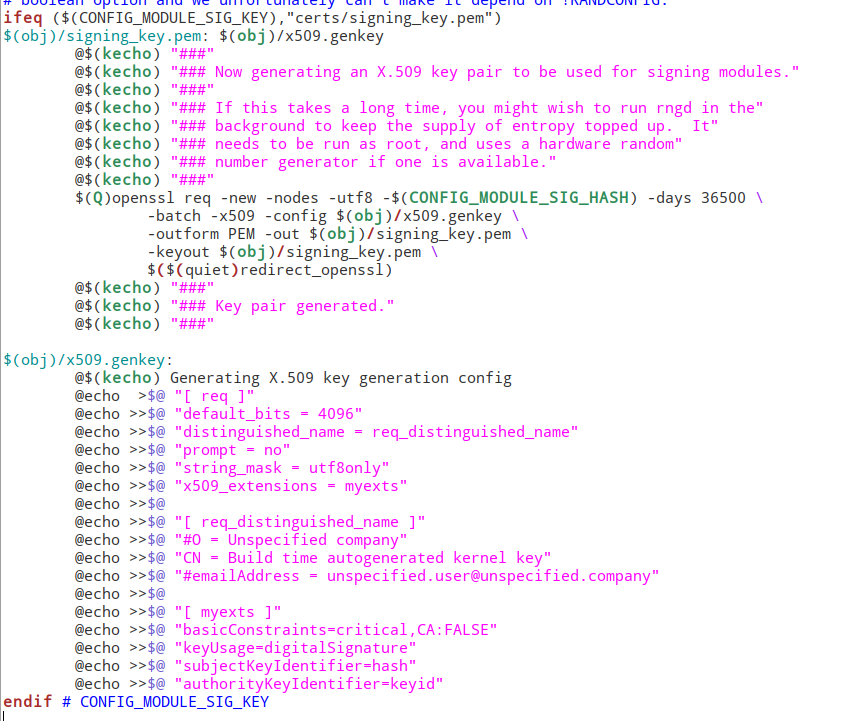 # boolean option and we unfortunately can't make it depend on !RANDCONFIG.
ifeq ($(CONFIG_MODULE_SIG_KEY),"certs/signing_key.pem")
$(obj)/signing_key.pem: $(obj)/x509.genkey
	@$(kecho) "###"
	@$(kecho) "### Now generating an X.509 key pair to be used for signing modules."
	@$(kecho) "###"
	@$(kecho) "### If this takes a long time, you might wish to run rngd in the"
	@$(kecho) "### background to keep the supply of entropy topped up.  It"
	@$(kecho) "### needs to be run as root, and uses a hardware random"
	@$(kecho) "### number generator if one is available."
	@$(kecho) "###"
	$(Q)openssl req -new -nodes -utf8 -$(CONFIG_MODULE_SIG_HASH) -days 36500 \
		-batch -x509 -config $(obj)/x509.genkey \
		-outform PEM -out $(obj)/signing_key.pem \
		-keyout $(obj)/signing_key.pem \
		$($(quiet)redirect_openssl)
	@$(kecho) "###"
	@$(kecho) "### Key pair generated."
	@$(kecho) "###"

$(obj)/x509.genkey:
	@$(kecho) Generating X.509 key generation config
	@echo  >$@ "[ req ]"
	@echo >>$@ "default_bits = 4096"
	@echo >>$@ "distinguished_name = req_distinguished_name"
	@echo >>$@ "prompt = no"
	@echo >>$@ "string_mask = utf8only"
	@echo >>$@ "x509_extensions = myexts"
	@echo >>$@
	@echo >>$@ "[ req_distinguished_name ]"
	@echo >>$@ "#O = Unspecified company"
	@echo >>$@ "CN = Build time autogenerated kernel key"
	@echo >>$@ "#emailAddress = unspecified.user@unspecified.company"
	@echo >>$@
	@echo >>$@ "[ myexts ]"
	@echo >>$@ "basicConstraints=critical,CA:FALSE"
	@echo >>$@ "keyUsage=digitalSignature"
	@echo >>$@ "subjectKeyIdentifier=hash"
	@echo >>$@ "authorityKeyIdentifier=keyid"
endif # CONFIG_MODULE_SIG_KEY